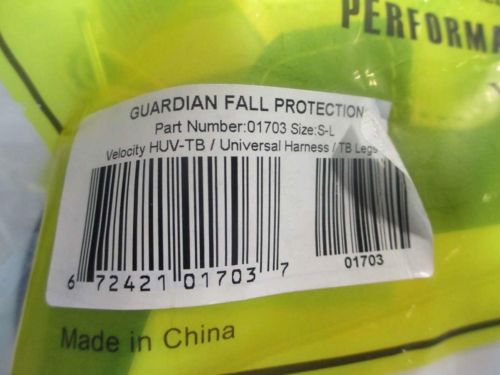 PERFORMA
GUARDIAN FALL PROTECTION
Part Number:01703 Size:S-L
Velocity HUV-TB / Universal Harness / TB Legs
6 72421 01703 7
01703
Made in China